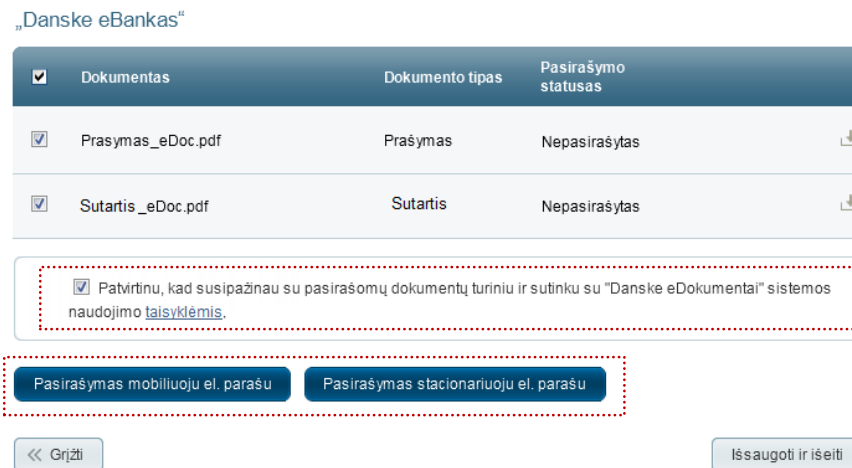 „Danske eBankas“
Dokumentas Dokumento tipas Pasirašymo statusas
Prasymas_eDoc.pdf Prašymas Nepasirašytas
Sutartis_eDoc.pdf Sutartis Nepasirašytas
Patvirtinu, kad susipažinau su pasirašomų dokumentų turiniu ir sutinku su "Danske eDokumentai" sistemos
naudojimo taisyklėmis.
Pasirašymas mobiliuoju el. parašu Pasirašymas stacionariuoju el. parašu
Grįžti Išsaugoti ir išeiti